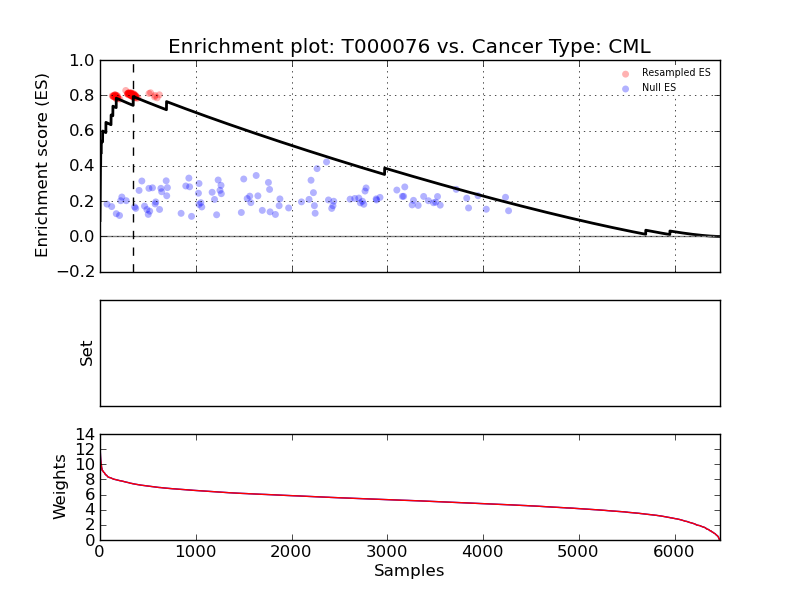 Enrichment plot: T000076 vs. Cancer Type: CML
1.0
0.8
0.6
0.4
0.2
0.0
−0.2
Enrichment score (ES)
Resampled ES
Null ES
Set
14
12
10
8
6
4
2
0
Weights
0 1000 2000 3000 4000 5000 6000
Samples